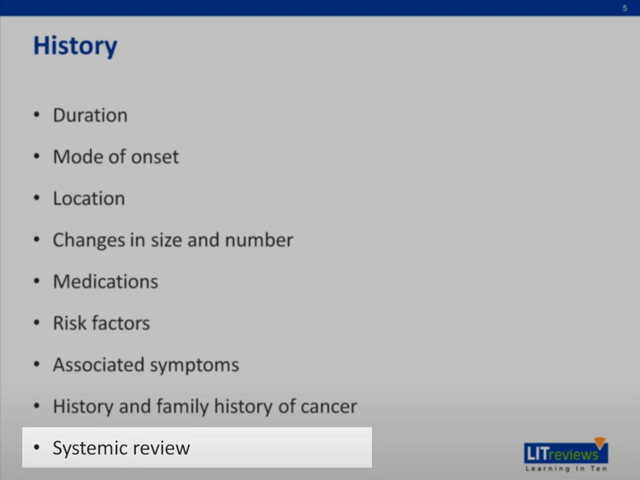 5
History
• Duration
• Mode of onset
• Location
• Changes in size and number
• Medications
• Risk factors
• Associated symptoms
• History and family history of cancer
• Systemic review
LITreviews
Learning In Ten